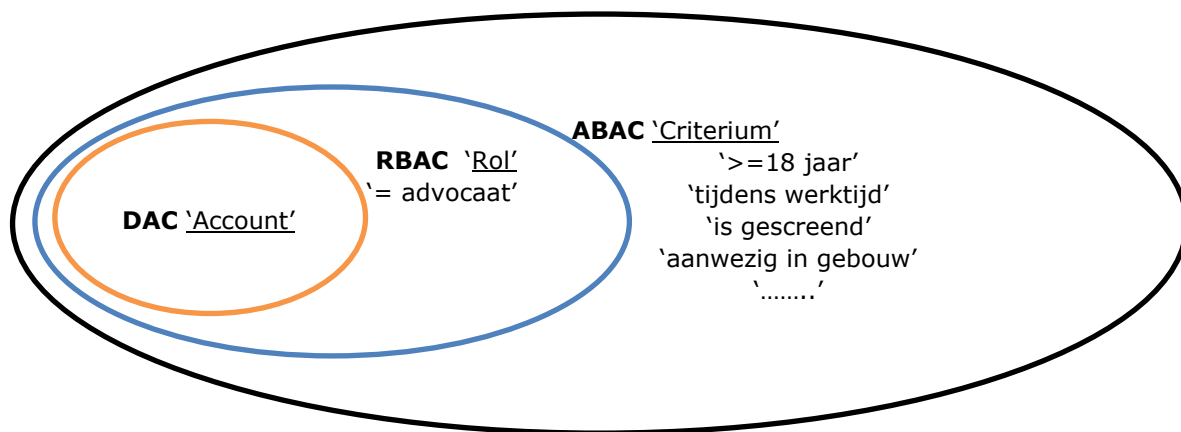 ABAC ‘Criterium’
RBAC ‘Rol’
‘>=18 jaar’
‘= advocaat’
‘tijdens werktijd’
DAC ‘Account’
‘is gescreend’
‘aanwezig in gebouw’
‘……..’